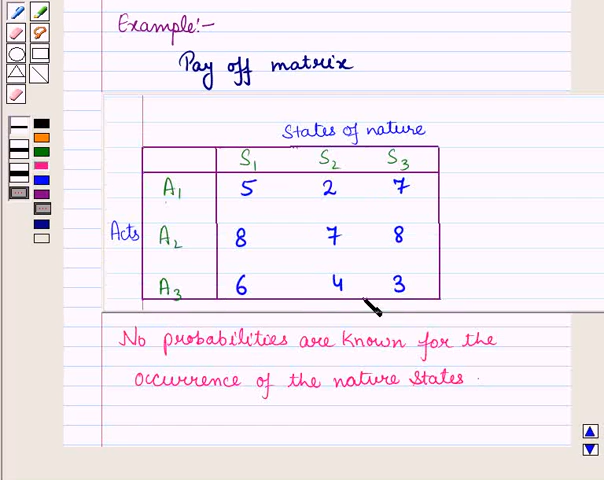 Example:-
Pay off matrix
States of nature
S1 S2 S3
A1 5 2 7
Acts A2 8 7 8
A3 6 4 3
No probabilities are known for the
occurrence of the nature States.